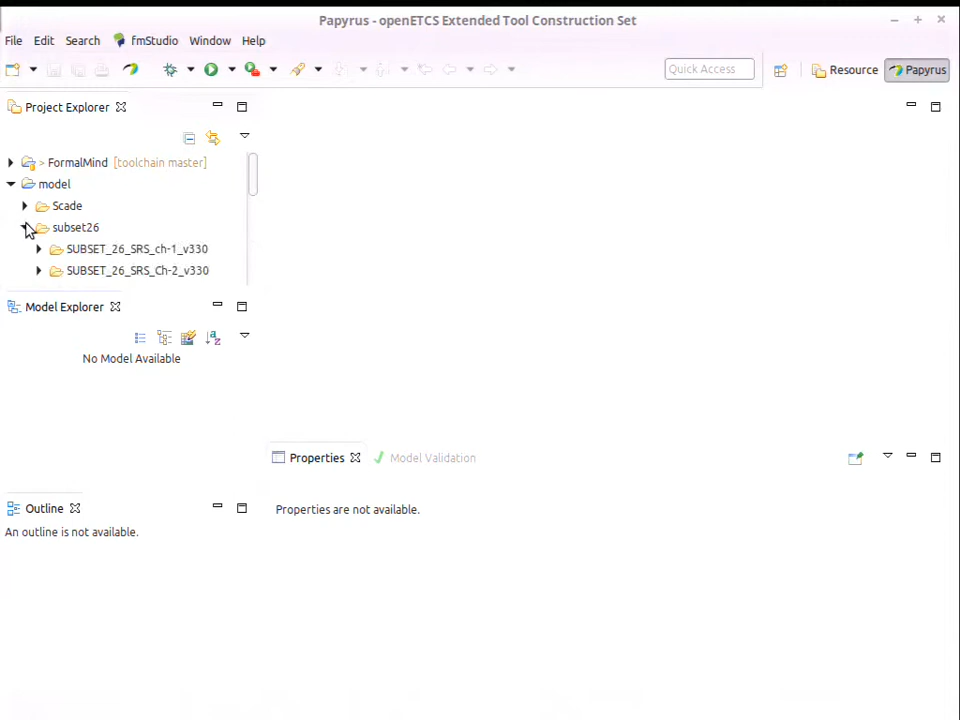 Papyrus - openETCS Extended Tool Construction Set
File Edit Search fmStudio Window Help
Quick Access Resource Papyrus
Project Explorer
> FormalMind [toolchain master]
model
Scade
subset26
SUBSET_26_SRS_ch-1_v330
SUBSET_26_SRS_Ch-2_v330
Model Explorer
No Model Available
Properties Model Validation
Properties are not available.
Outline
An outline is not available.